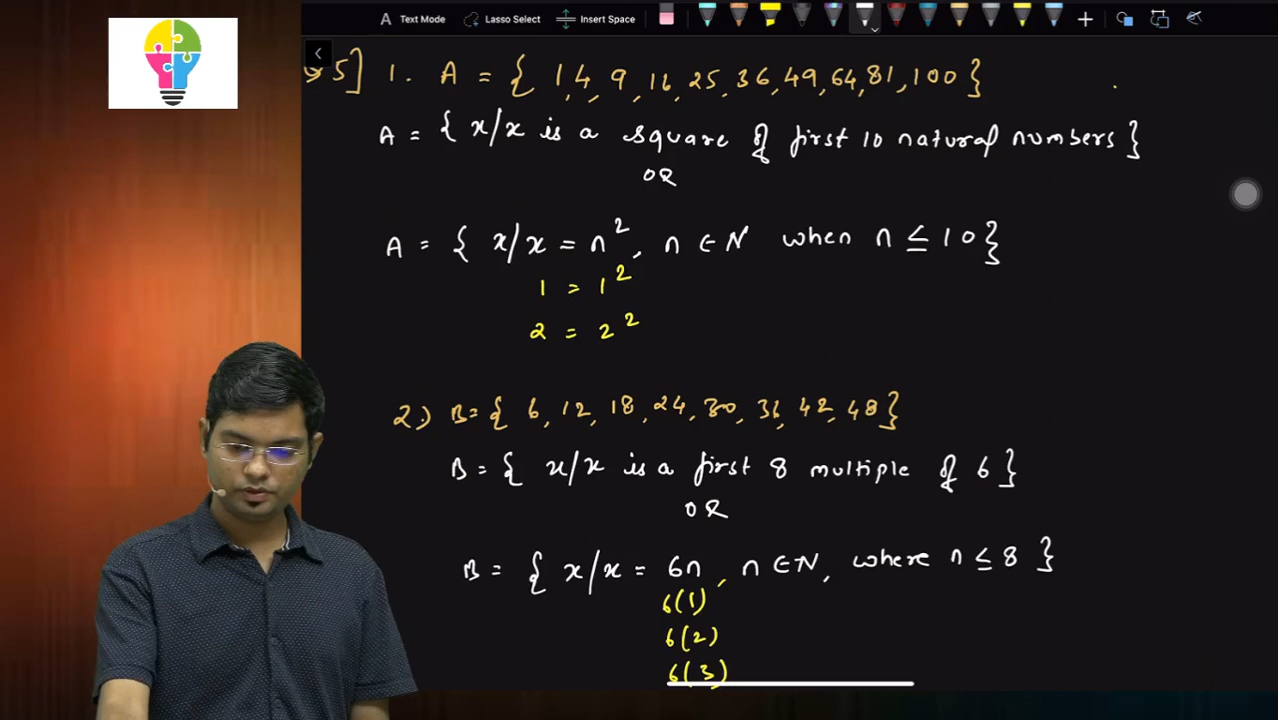 Text Mode Lasso Select Insert Space
5] 1. A = { 1, 4, 9, 16, 25, 36, 49, 64, 81, 100 }
A = { x/x is a square of first 10 natural numbers }
OR
A = { x/x = n², n ∈ N when n ≤ 10 }
1 = 1²
2 = 2²
2.) B = { 6, 12, 18, 24, 30, 36, 42, 48 }
B = { x/x is a first 8 multiple of 6 }
OR
B = { x/x = 6n, n ∈ N, where n ≤ 8 }
6(1)
6(2)
6(3)